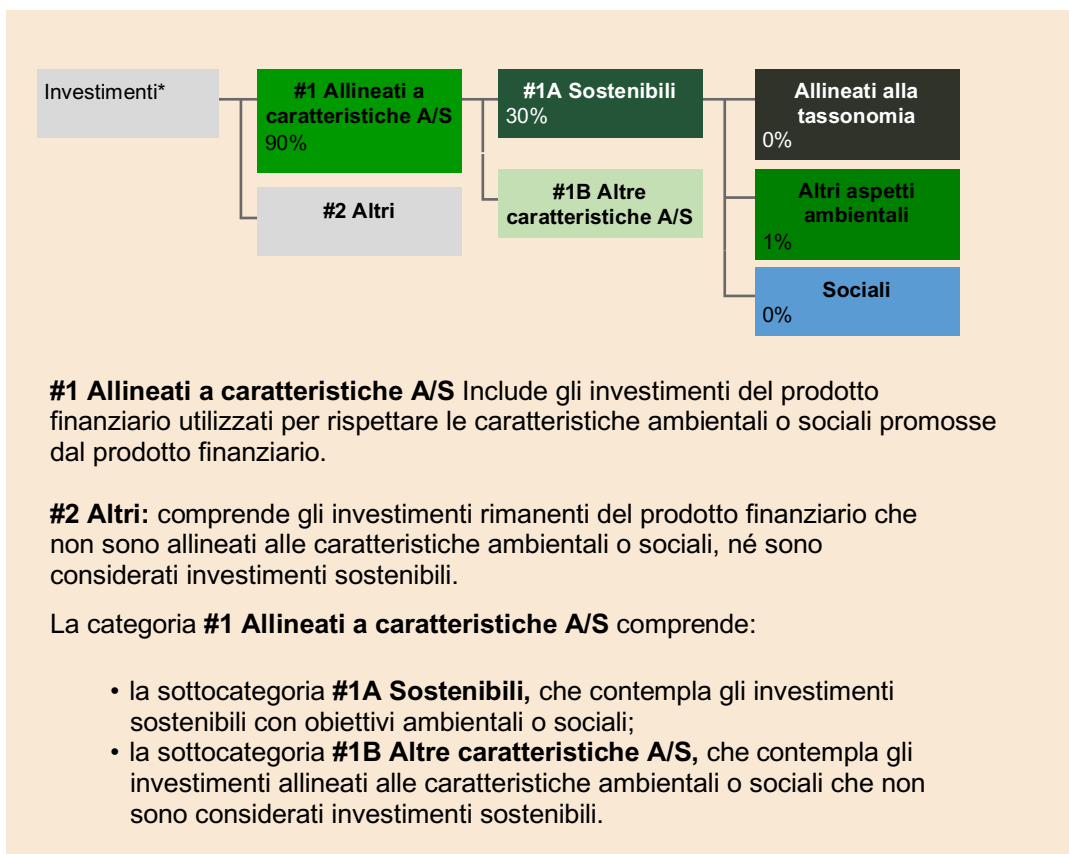 Investimenti*
#1 Allineati a
caratteristiche A/S
90%
#2 Altri
#1A Sostenibili
30%
#1B Altre
caratteristiche A/S
Allineati alla
tassonomia
0%
Altri aspetti
ambientali
1%
Sociali
0%
#1 Allineati a caratteristiche A/S Include gli investimenti del prodotto
finanziario utilizzati per rispettare le caratteristiche ambientali o sociali promosse
dal prodotto finanziario.
#2 Altri: comprende gli investimenti rimanenti del prodotto finanziario che
non sono allineati alle caratteristiche ambientali o sociali, né sono
considerati investimenti sostenibili.
La categoria #1 Allineati a caratteristiche A/S comprende:
• la sottocategoria #1A Sostenibili, che contempla gli investimenti
sostenibili con obiettivi ambientali o sociali;
• la sottocategoria #1B Altre caratteristiche A/S, che contempla gli
investimenti allineati alle caratteristiche ambientali o sociali che non
sono considerati investimenti sostenibili.